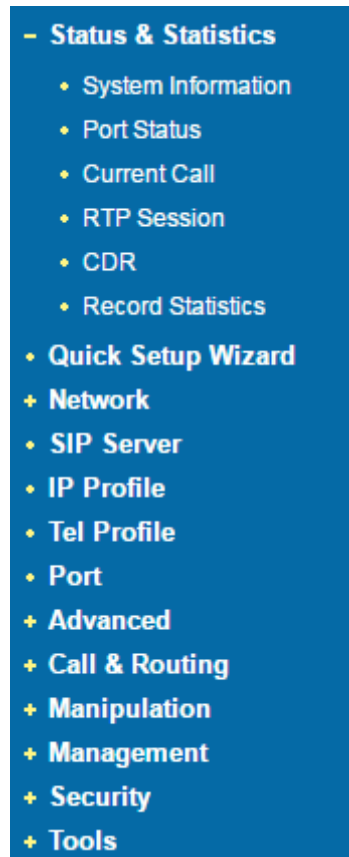 – Status & Statistics
• System Information
• Port Status
• Current Call
• RTP Session
• CDR
• Record Statistics
• Quick Setup Wizard
+ Network
• SIP Server
• IP Profile
• Tel Profile
• Port
+ Advanced
+ Call & Routing
+ Manipulation
+ Management
+ Security
+ Tools